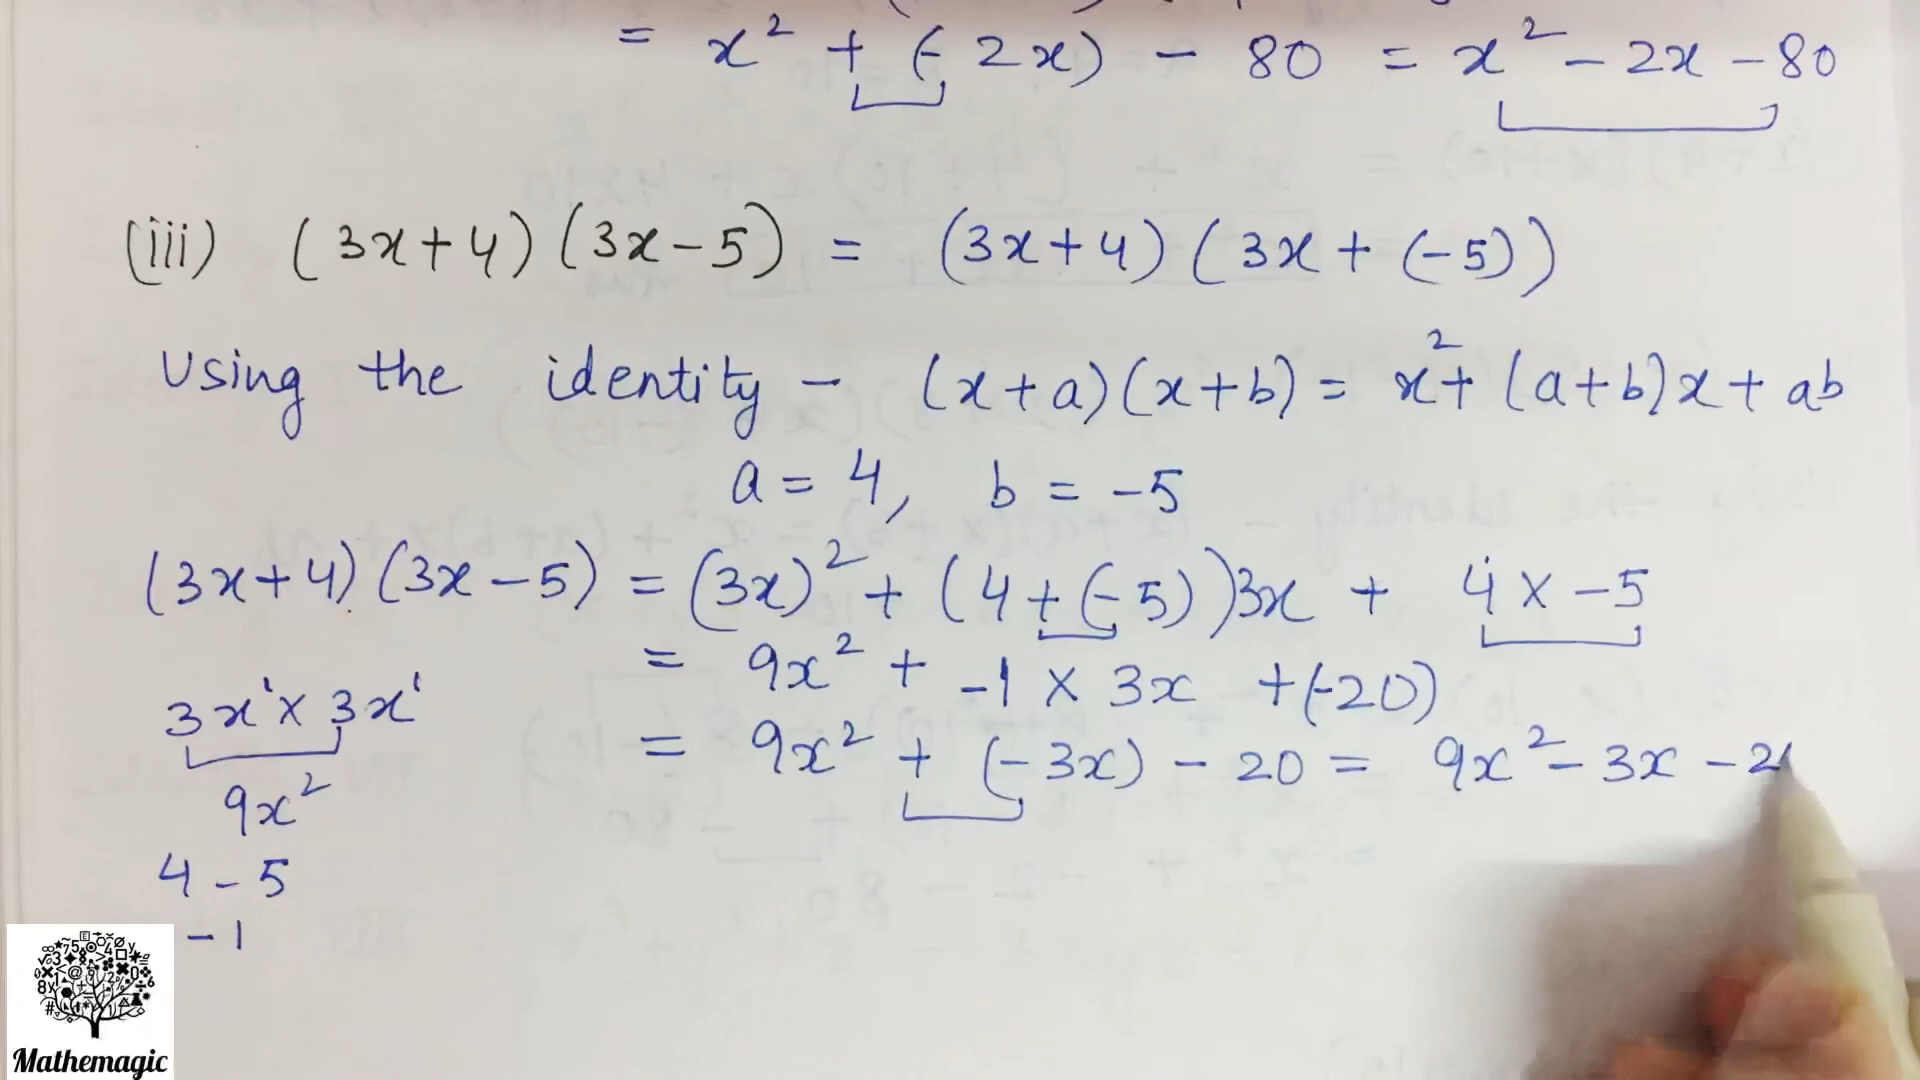 = x² + (-2x) - 80 = x² - 2x - 80
(iii) (3x+4)(3x-5) = (3x+4)(3x+(-5))
Using the identity - (x+a)(x+b) = x²+(a+b)x+ab
a = 4, b = -5
(3x+4)(3x-5) = (3x)² + (4+(-5))3x + 4x-5
= 9x² + -1 x 3x +(-20)
3x¹x 3x¹
= 9x² + (-3x) - 20 = 9x² - 3x - 2
9x²
4 - 5
- 1
Mathemagic